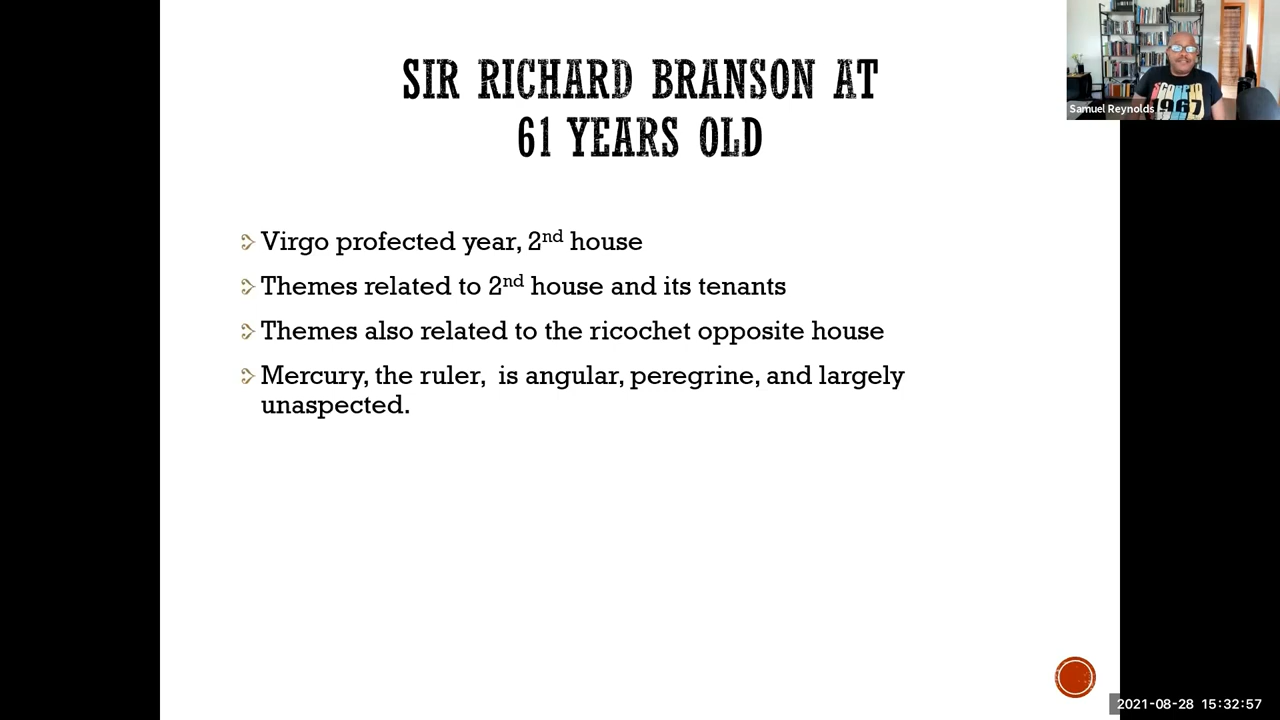 SIR RICHARD BRANSON AT
61 YEARS OLD
Samuel Reynolds
SCORPIO
1967
Virgo profected year, 2nd house
Themes related to 2nd house and its tenants
Themes also related to the ricochet opposite house
Mercury, the ruler,  is angular, peregrine, and largely
unaspected.
2021-08-28 15:32:57